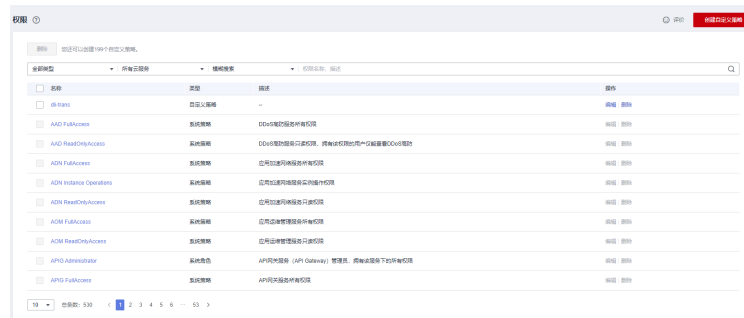 权限
评价 创建自定义策略
删除 您还可以创建199个自定义策略。
全部类型 所有云服务 模糊搜索 权限名称、描述
名称 类型 描述 操作
dli-trans 自定义策略 -- 编辑 删除
AAD FullAccess 系统策略 DDoS高防服务所有权限 编辑 删除
AAD ReadOnlyAccess 系统策略 DDoS高防服务只读权限，拥有该权限的用户仅能查看DDoS高防 编辑 删除
ADN FullAccess 系统策略 应用加速网络服务所有权限 编辑 删除
ADN Instance Operations 系统策略 应用加速网络服务实例操作权限 编辑 删除
ADN ReadOnlyAccess 系统策略 应用加速网络服务只读权限 编辑 删除
AOM FullAccess 系统策略 应用运维管理服务所有权限 编辑 删除
AOM ReadOnlyAccess 系统策略 应用运维管理服务只读权限 编辑 删除
APIG Administrator 系统角色 API网关服务（API Gateway）管理员，拥有该服务下的所有权限 编辑 删除
APIG FullAccess 系统策略 API网关服务所有权限 编辑 删除
10 总条数：530 < 1 2 3 4 5 6 ... 53 >